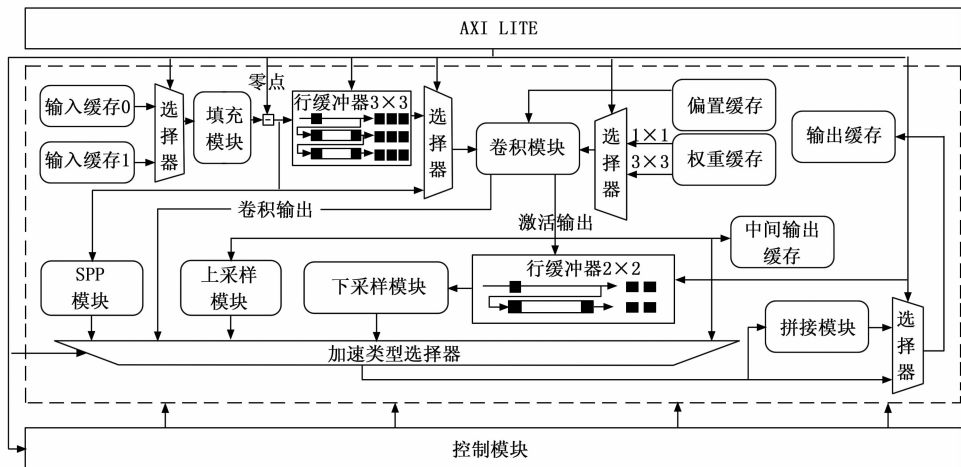 AXI LITE
零点
输入缓存0
输入缓存1
选择器
填充
模块
行缓冲器3×3
选择器
卷积模块
选择器
1×1
3×3
偏置缓存
权重缓存
输出缓存
卷积输出
激活输出
中间输出
缓存
SPP
模块
上采样
模块
下采样模块
行缓冲器2×2
拼接模块
选择器
加速类型选择器
控制模块